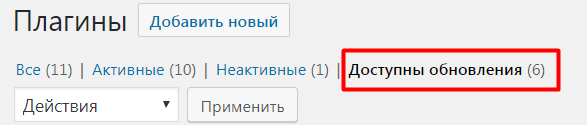 Плагины Добавить новый
Все (11) | Активные (10) | Неактивные (1) | Доступны обновления (6)
Действия Применить